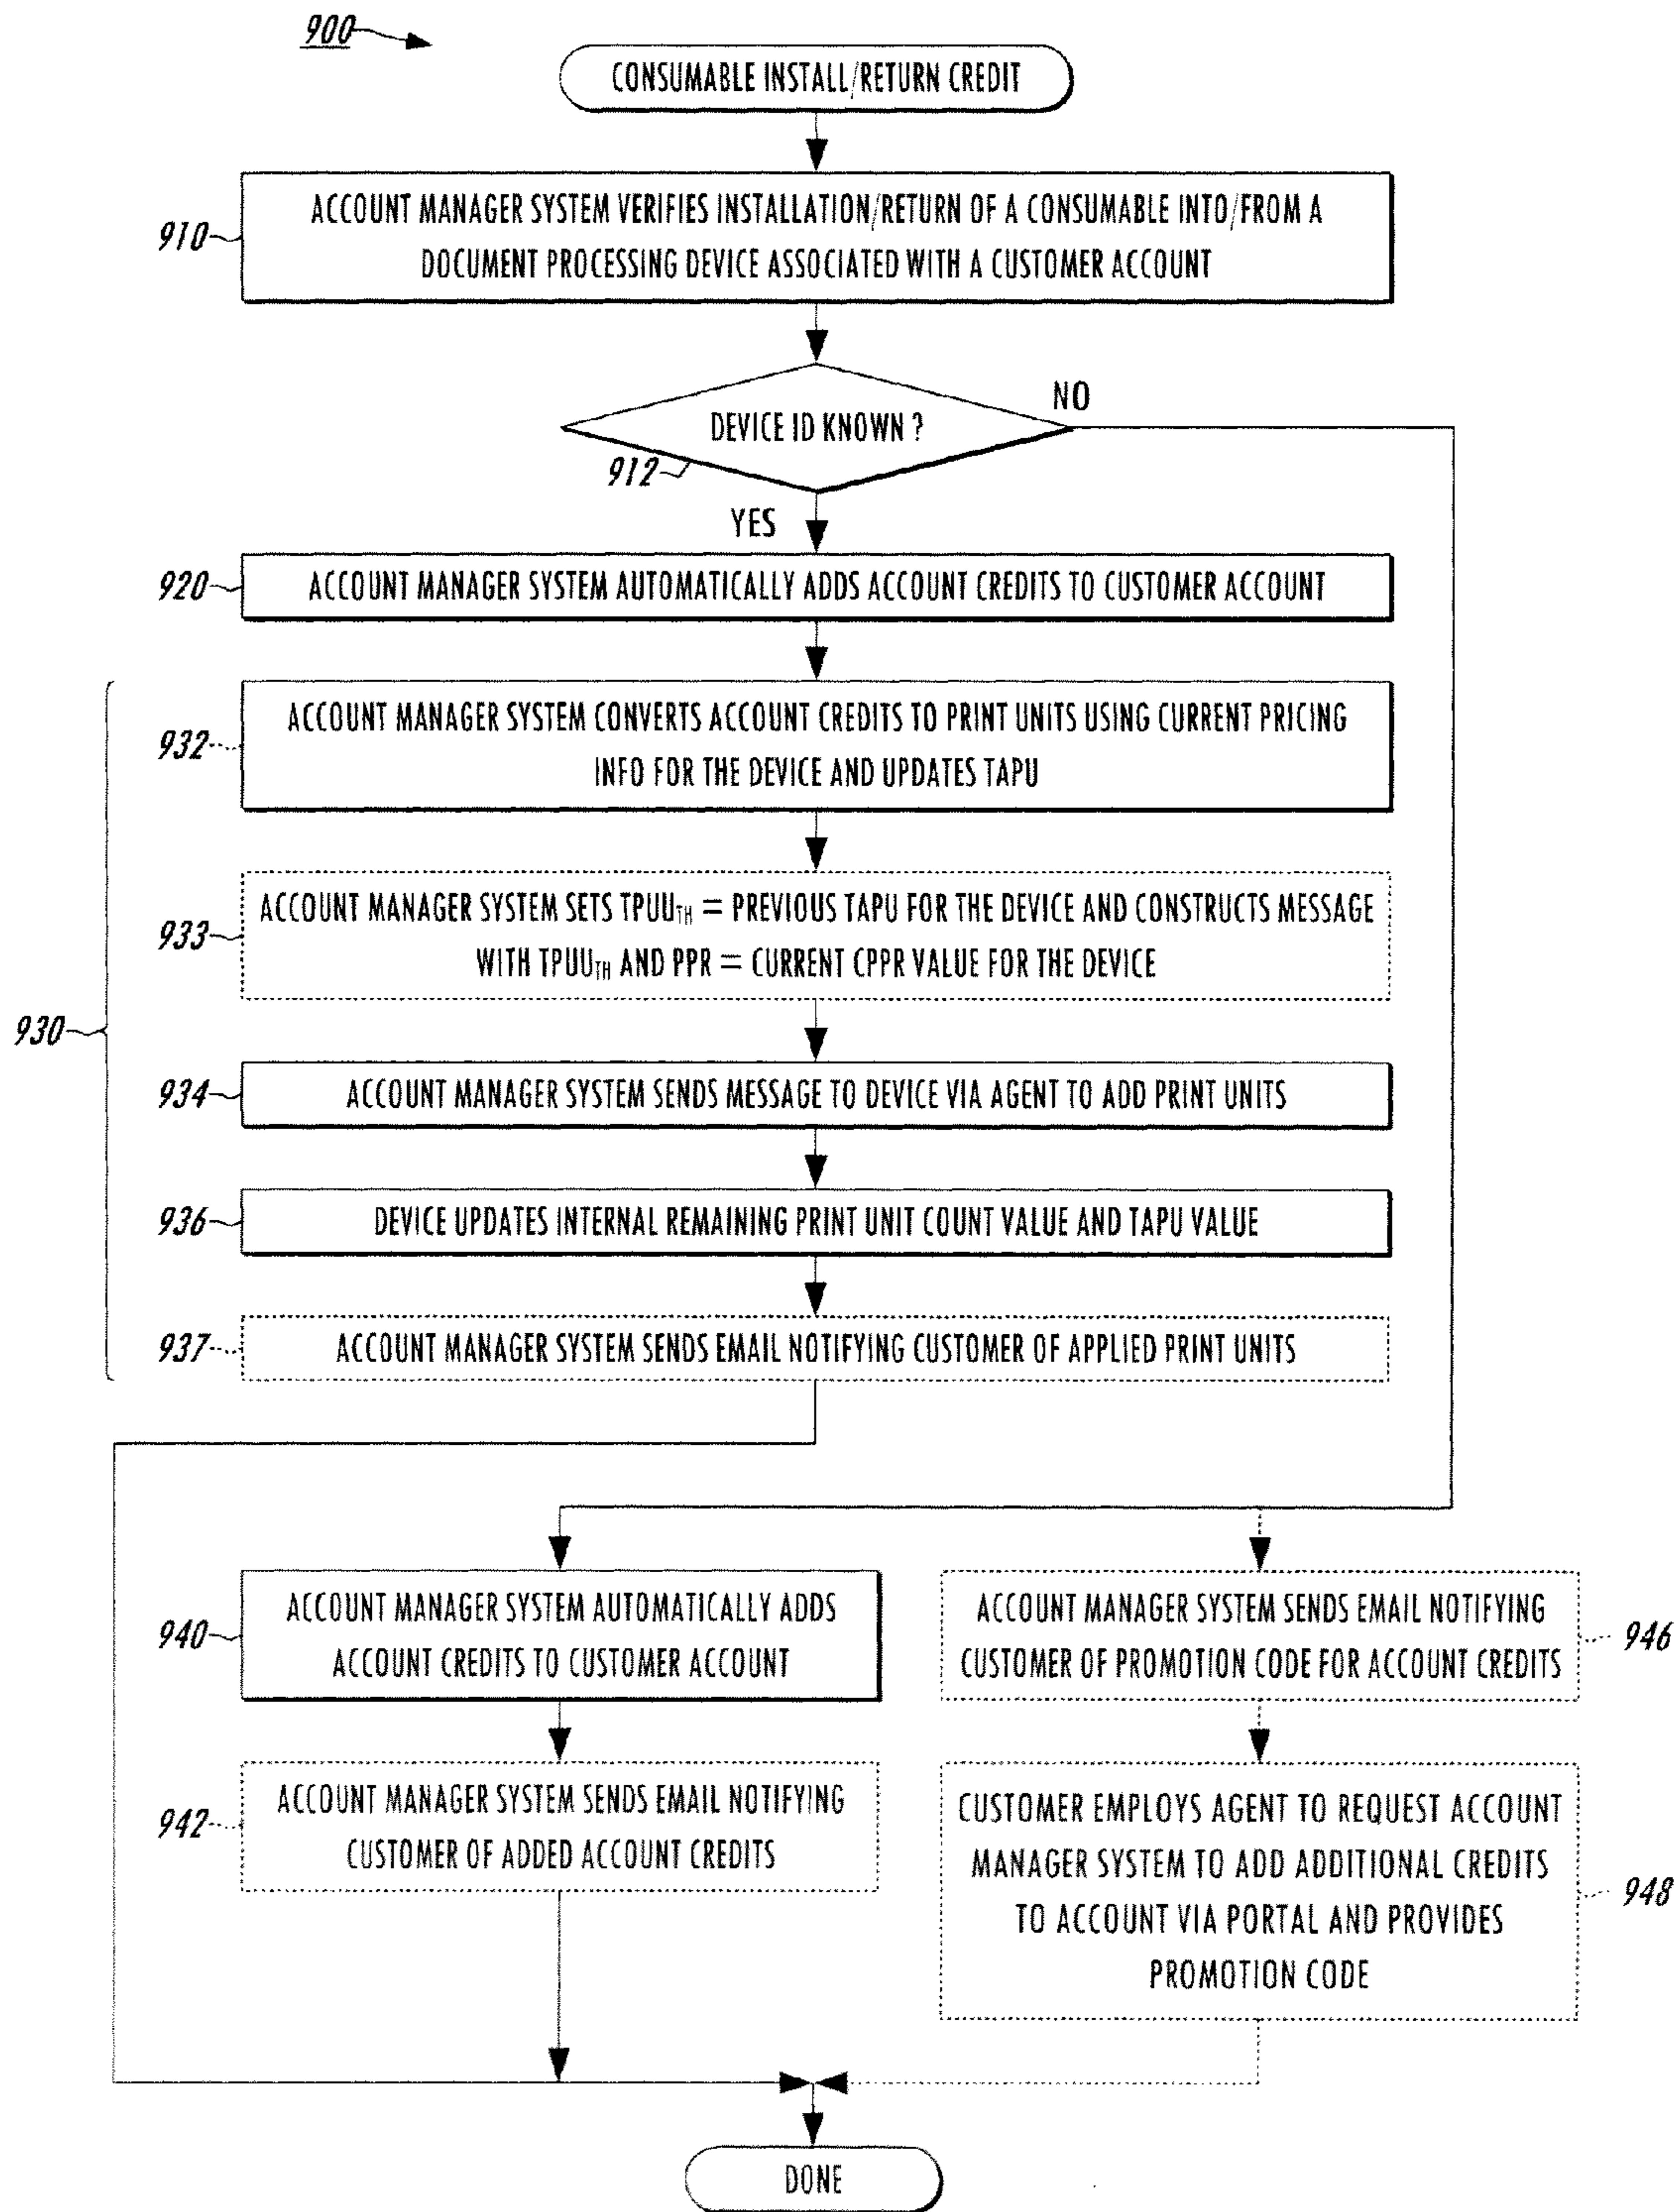 900
CONSUMABLE INSTALL/RETURN CREDIT
910
ACCOUNT MANAGER SYSTEM VERIFIES INSTALLATION/RETURN OF A CONSUMABLE INTO/FROM A
DOCUMENT PROCESSING DEVICE ASSOCIATED WITH A CUSTOMER ACCOUNT
NO
DEVICE ID KNOWN ?
912
YES
920
ACCOUNT MANAGER SYSTEM AUTOMATICALLY ADDS ACCOUNT CREDITS TO CUSTOMER ACCOUNT
932
ACCOUNT MANAGER SYSTEM CONVERTS ACCOUNT CREDITS TO PRINT UNITS USING CURRENT PRICING
INFO FOR THE DEVICE AND UPDATES TAPU
933
ACCOUNT MANAGER SYSTEM SETS TPUU_TH = PREVIOUS TAPU FOR THE DEVICE AND CONSTRUCTS MESSAGE
WITH TPUU_TH AND PPR = CURRENT CPPR VALUE FOR THE DEVICE
930
934
ACCOUNT MANAGER SYSTEM SENDS MESSAGE TO DEVICE VIA AGENT TO ADD PRINT UNITS
936
DEVICE UPDATES INTERNAL REMAINING PRINT UNIT COUNT VALUE AND TAPU VALUE
937
ACCOUNT MANAGER SYSTEM SENDS EMAIL NOTIFYING CUSTOMER OF APPLIED PRINT UNITS
940
ACCOUNT MANAGER SYSTEM AUTOMATICALLY ADDS
ACCOUNT CREDITS TO CUSTOMER ACCOUNT
942
ACCOUNT MANAGER SYSTEM SENDS EMAIL NOTIFYING
CUSTOMER OF ADDED ACCOUNT CREDITS
ACCOUNT MANAGER SYSTEM SENDS EMAIL NOTIFYING
CUSTOMER OF PROMOTION CODE FOR ACCOUNT CREDITS
946
CUSTOMER EMPLOYS AGENT TO REQUEST ACCOUNT
MANAGER SYSTEM TO ADD ADDITIONAL CREDITS
TO ACCOUNT VIA PORTAL AND PROVIDES
PROMOTION CODE
948
DONE